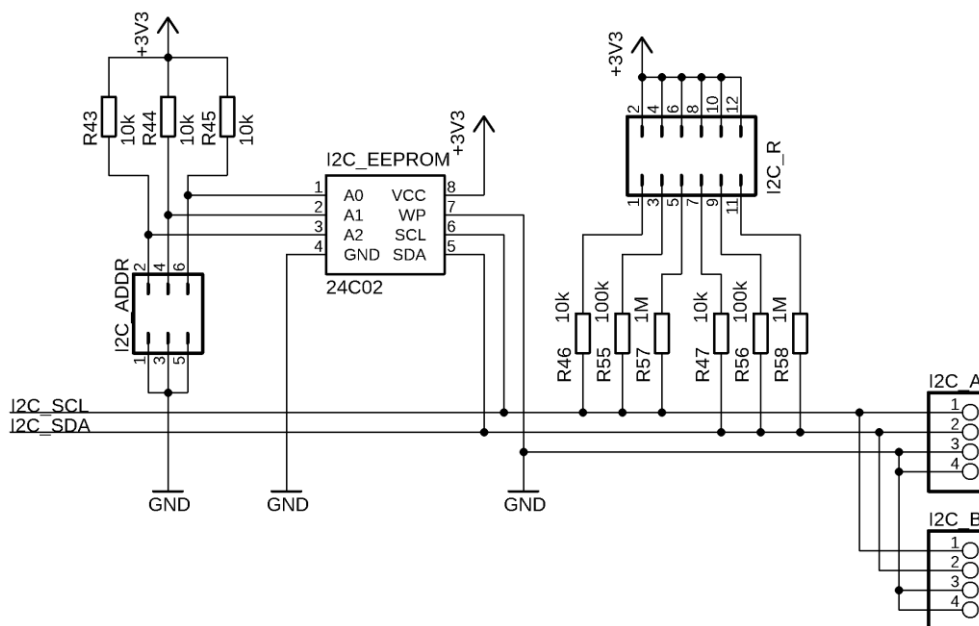 +3V3
R43
10k
R44
10k
R45
10k
I2C_EEPROM
1 A0 VCC 8
2 A1 WP 7
3 A2 SCL 6
4 GND SDA 5
24C02
+3V3
I2C_ADDR
2 4 6
1 3 5
+3V3
2 4 6 8 10 12
I2C_R
1 3 5 7 9 11
R46
10k
R55
100k
R57
1M
R47
10k
R56
100k
R58
1M
I2C_SCL
I2C_SDA
GND
GND
GND
I2C_A
1
2
3
4
I2C_B
1
2
3
4